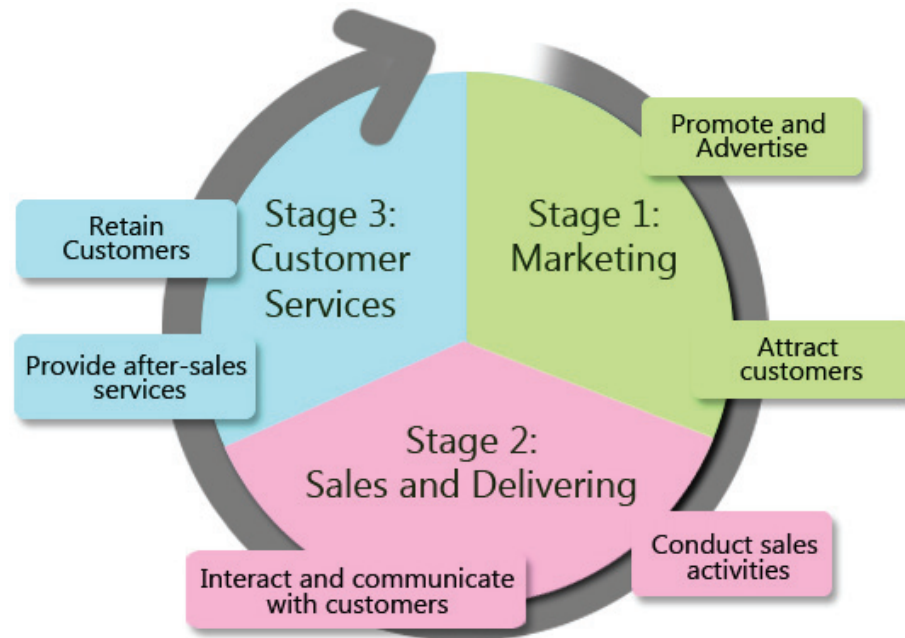 Promote and
Advertise
Stage 1:
Marketing
Attract
customers
Stage 2:
Sales and Delivering
Conduct sales
activities
Interact and communicate
with customers
Stage 3:
Customer
Services
Provide after-sales
services
Retain
Customers